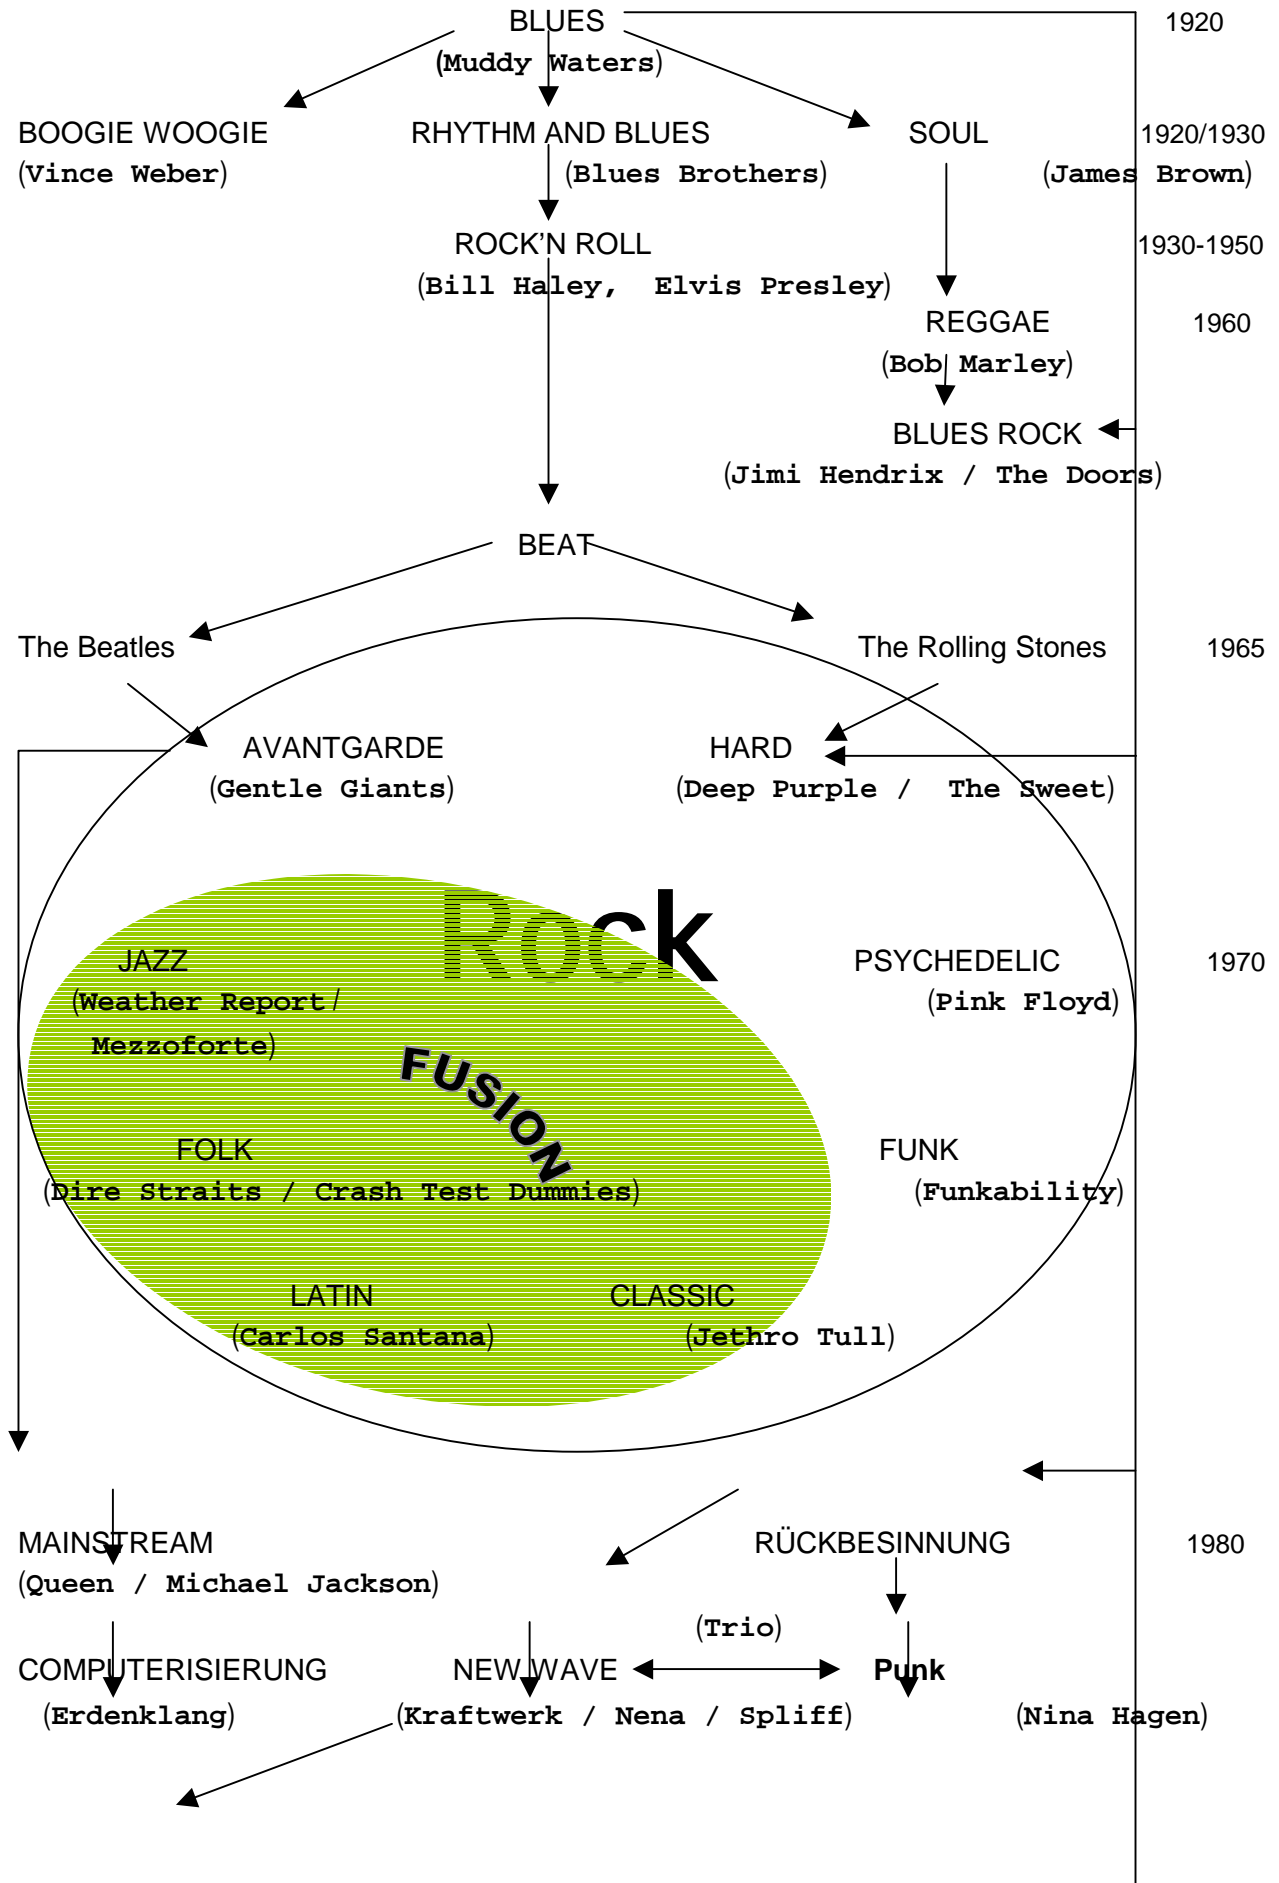 BLUES 1920
(Muddy Waters)
BOOGIE WOOGIE RHYTHM AND BLUES SOUL 1920/1930
(Vince Weber) (Blues Brothers) (James Brown)
ROCK'N ROLL 1930-1950
(Bill Haley, Elvis Presley)
REGGAE 1960
(Bob Marley)
BLUES ROCK
(Jimi Hendrix / The Doors)
BEAT
The Beatles The Rolling Stones 1965
AVANTGARDE HARD
(Gentle Giants) (Deep Purple / The Sweet)
Rock
JAZZ PSYCHEDELIC 1970
(Weather Report / (Pink Floyd)
Mezzoforte)
FUSION
FOLK FUNK
(Dire Straits / Crash Test Dummies) (Funkability)
LATIN CLASSIC
(Carlos Santana) (Jethro Tull)
MAINSTREAM RÜCKBESINNUNG 1980
(Queen / Michael Jackson)
(Trio)
COMPUTERISIERUNG NEW WAVE Punk
(Erdenklang) (Kraftwerk / Nena / Spliff) (Nina Hagen)